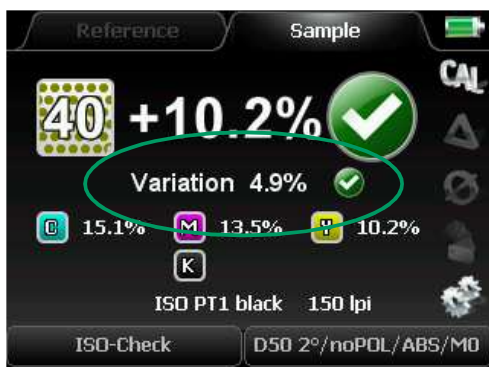 Reference Sample
CAL
40 +10.2%
Variation 4.9%
C 15.1% M 13.5% Y 10.2%
K
ISO PT1 black 150 lpi
ISO-Check D50 2°/noPOL/ABS/M0